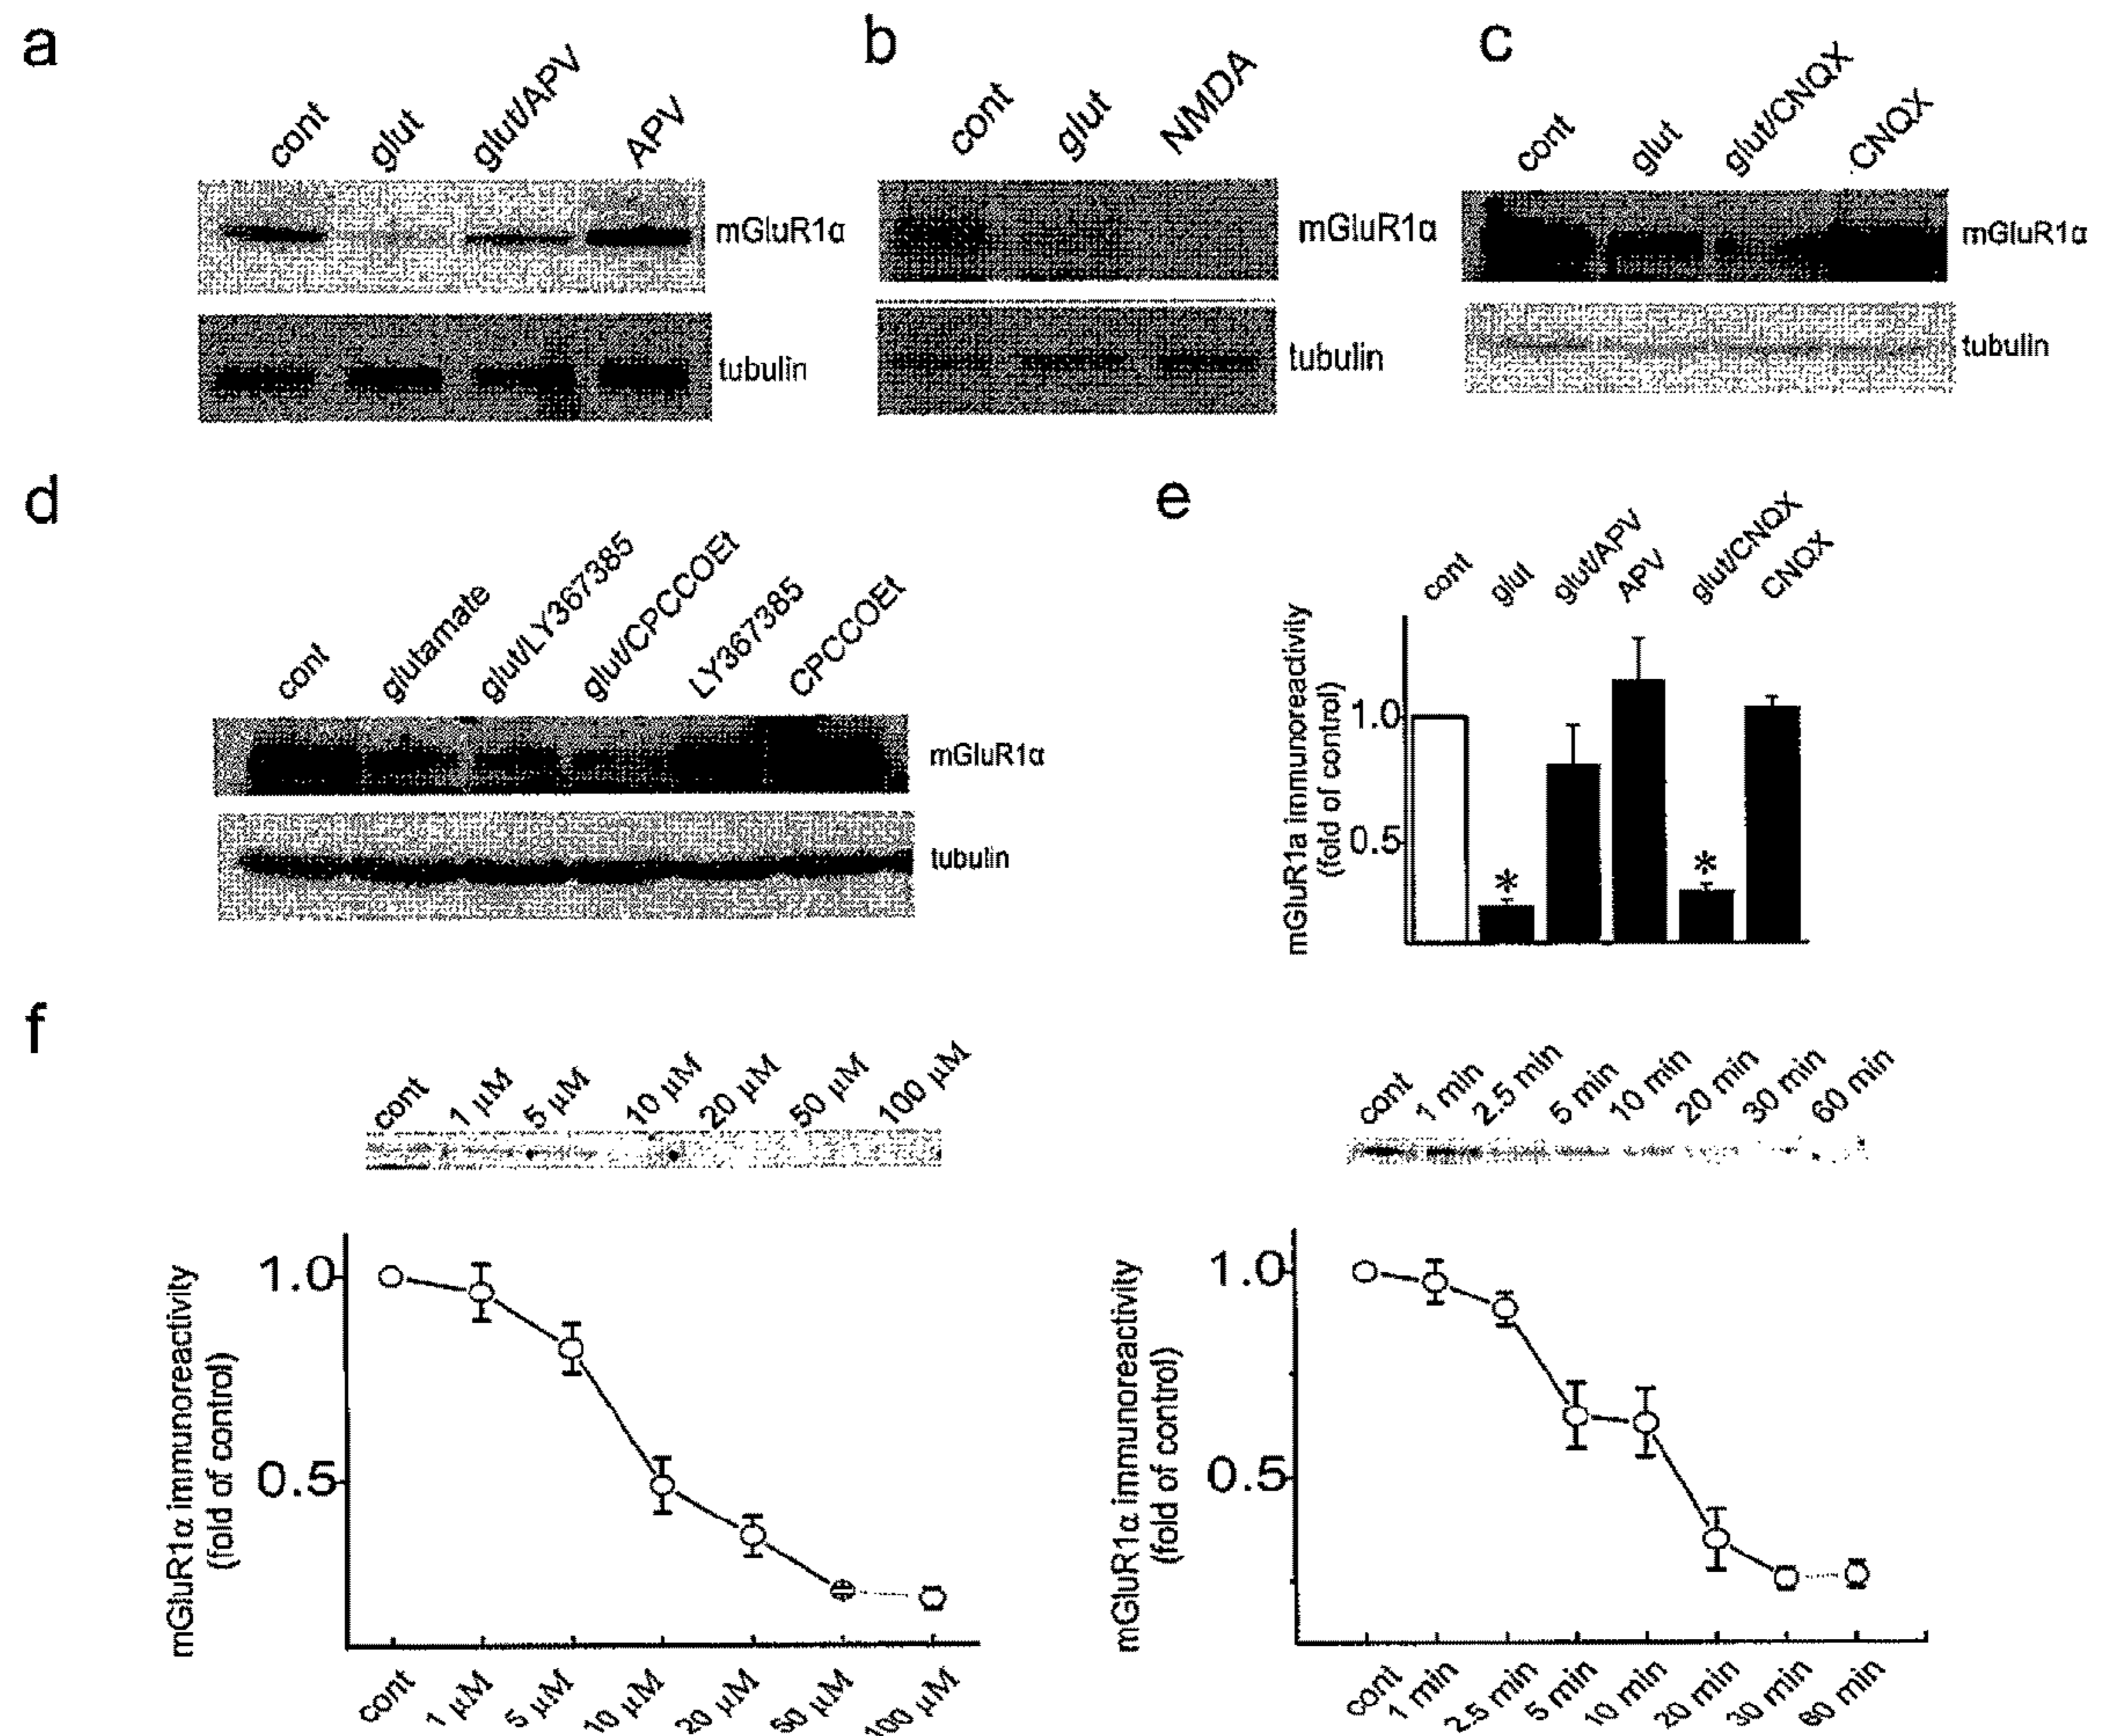 a
cont glut glut/APV APV
mGluR1α
tubulin
b
cont glut NMDA
mGluR1α
tubulin
c
cont glut glut/CNQX CNQX
mGluR1α
tubulin
d
cont glutamate glut/LY367385 glut/CPCCOEt LY367385 CPCCOEt
mGluR1α
tubulin
e
cont glut glut/APV APV glut/CNQX CNQX
mGluR1a immunoreactivity
(fold of control)
1.0
0.5
* *
f
cont 1 μM 5 μM 10 μM 20 μM 50 μM 100 μM
mGluR1α immunoreactivity
(fold of control)
1.0
0.5
cont 1 μM 5 μM 10 μM 20 μM 50 μM 100 μM
cont 1 min 2.5 min 5 min 10 min 20 min 30 min 60 min
mGluR1α immunoreactivity
(fold of control)
1.0
0.5
cont 1 min 2.5 min 5 min 10 min 20 min 30 min 60 min